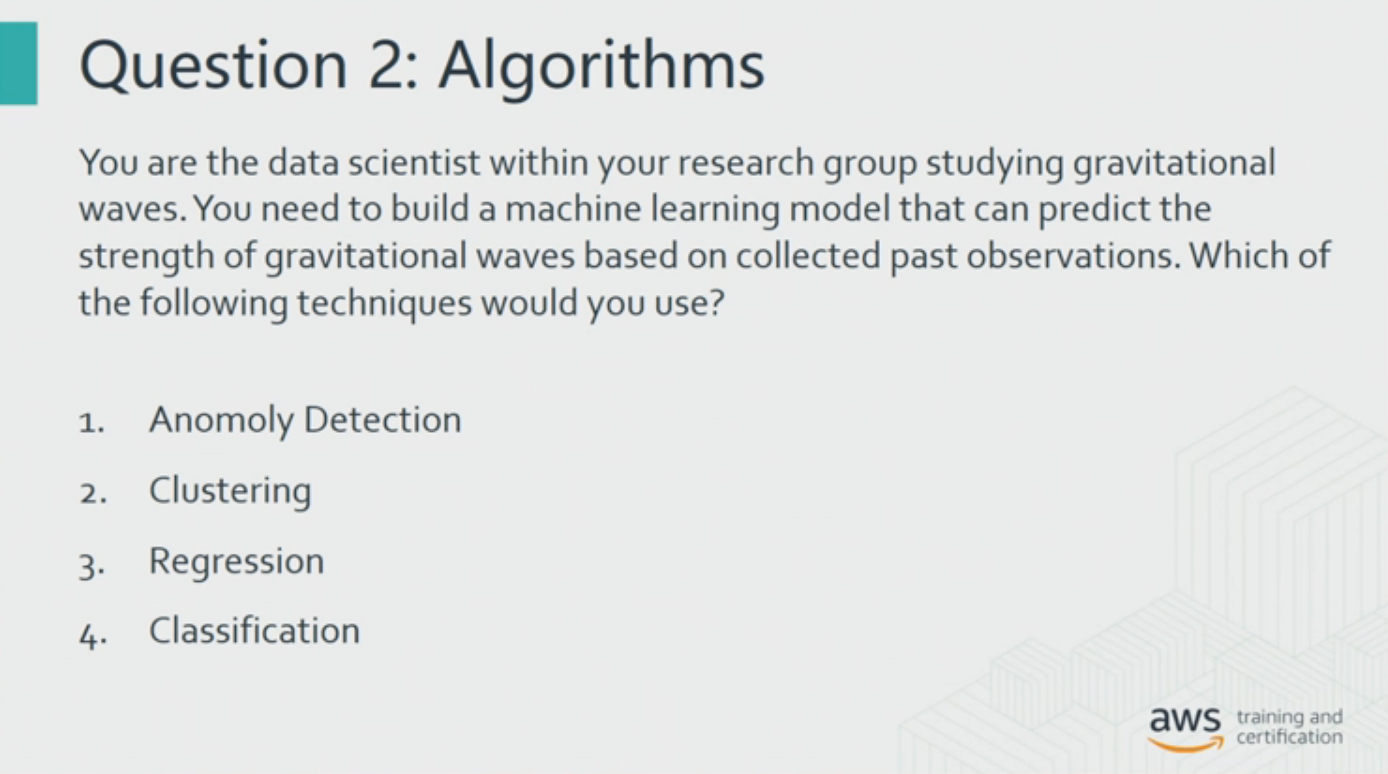 Question 2: Algorithms
You are the data scientist within your research group studying gravitational
waves. You need to build a machine learning model that can predict the
strength of gravitational waves based on collected past observations. Which of
the following techniques would you use?
1. Anomoly Detection
2. Clustering
3. Regression
4. Classification
aws training and
certification